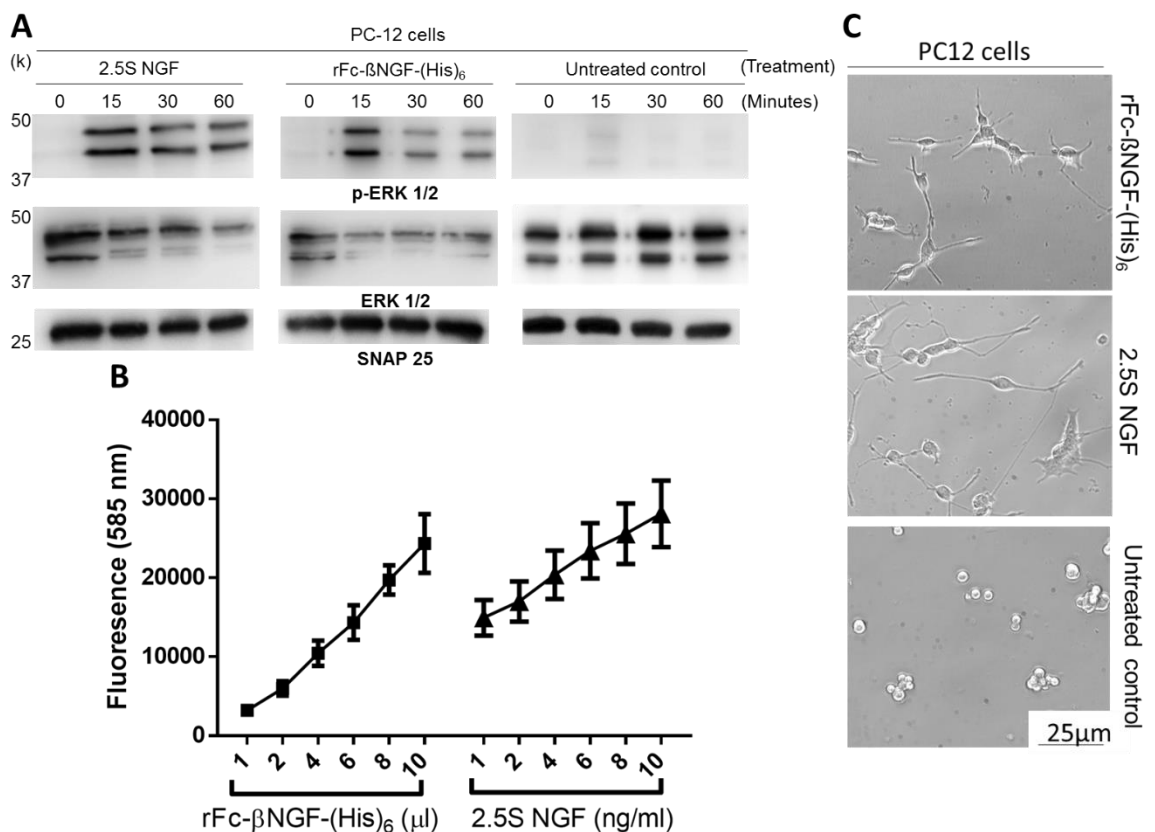 A
PC-12 cells
(k)
2.5S NGF
rFc-ßNGF-(His)₆
Untreated control
(Treatment)
0 15 30 60
0 15 30 60
0 15 30 60
(Minutes)
50
37
p-ERK 1/2
50
37
ERK 1/2
25
SNAP 25
B
Fluoresence (585 nm)
40000
30000
20000
10000
0
1 2 4 6 8 10
1 2 4 6 8 10
rFc-βNGF-(His)₆ (μl)
2.5S NGF (ng/ml)
C
PC12 cells
rFc-ßNGF-(His)₆
2.5S NGF
Untreated control
25μm